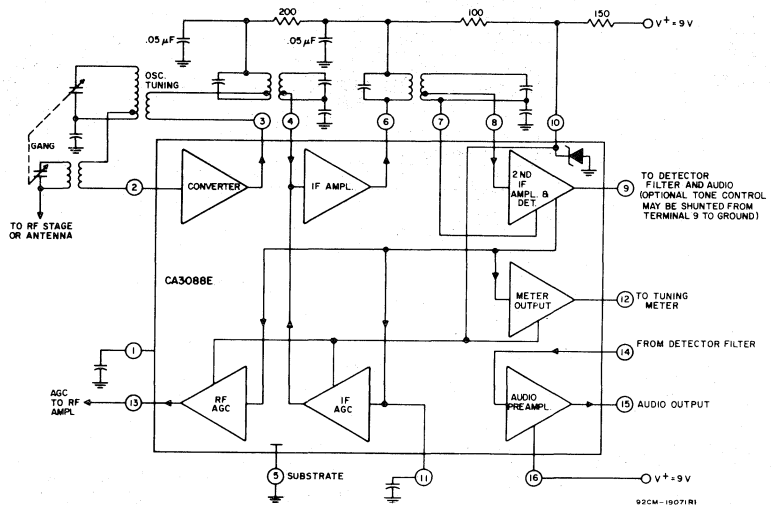 200
100
150
V+ = 9V
.05 µF
.05 µF
OSC.
TUNING
GANG
3
4
6
7
8
10
2
CONVERTER
IF AMPL.
2 ND
IF
AMPL. &
DET.
9
TO DETECTOR
FILTER AND AUDIO
(OPTIONAL TONE CONTROL
MAY BE SHUNTED FROM
TERMINAL 9 TO GROUND)
TO RF STAGE
OR ANTENNA
CA3088E
METER
OUTPUT
12
TO TUNING
METER
1
14
FROM DETECTOR FILTER
AGC
TO RF
AMPL
13
RF
AGC
IF
AGC
AUDIO
PREAMPL.
15
AUDIO OUTPUT
5
SUBSTRATE
11
16
V+ = 9V
92CM-19071R1